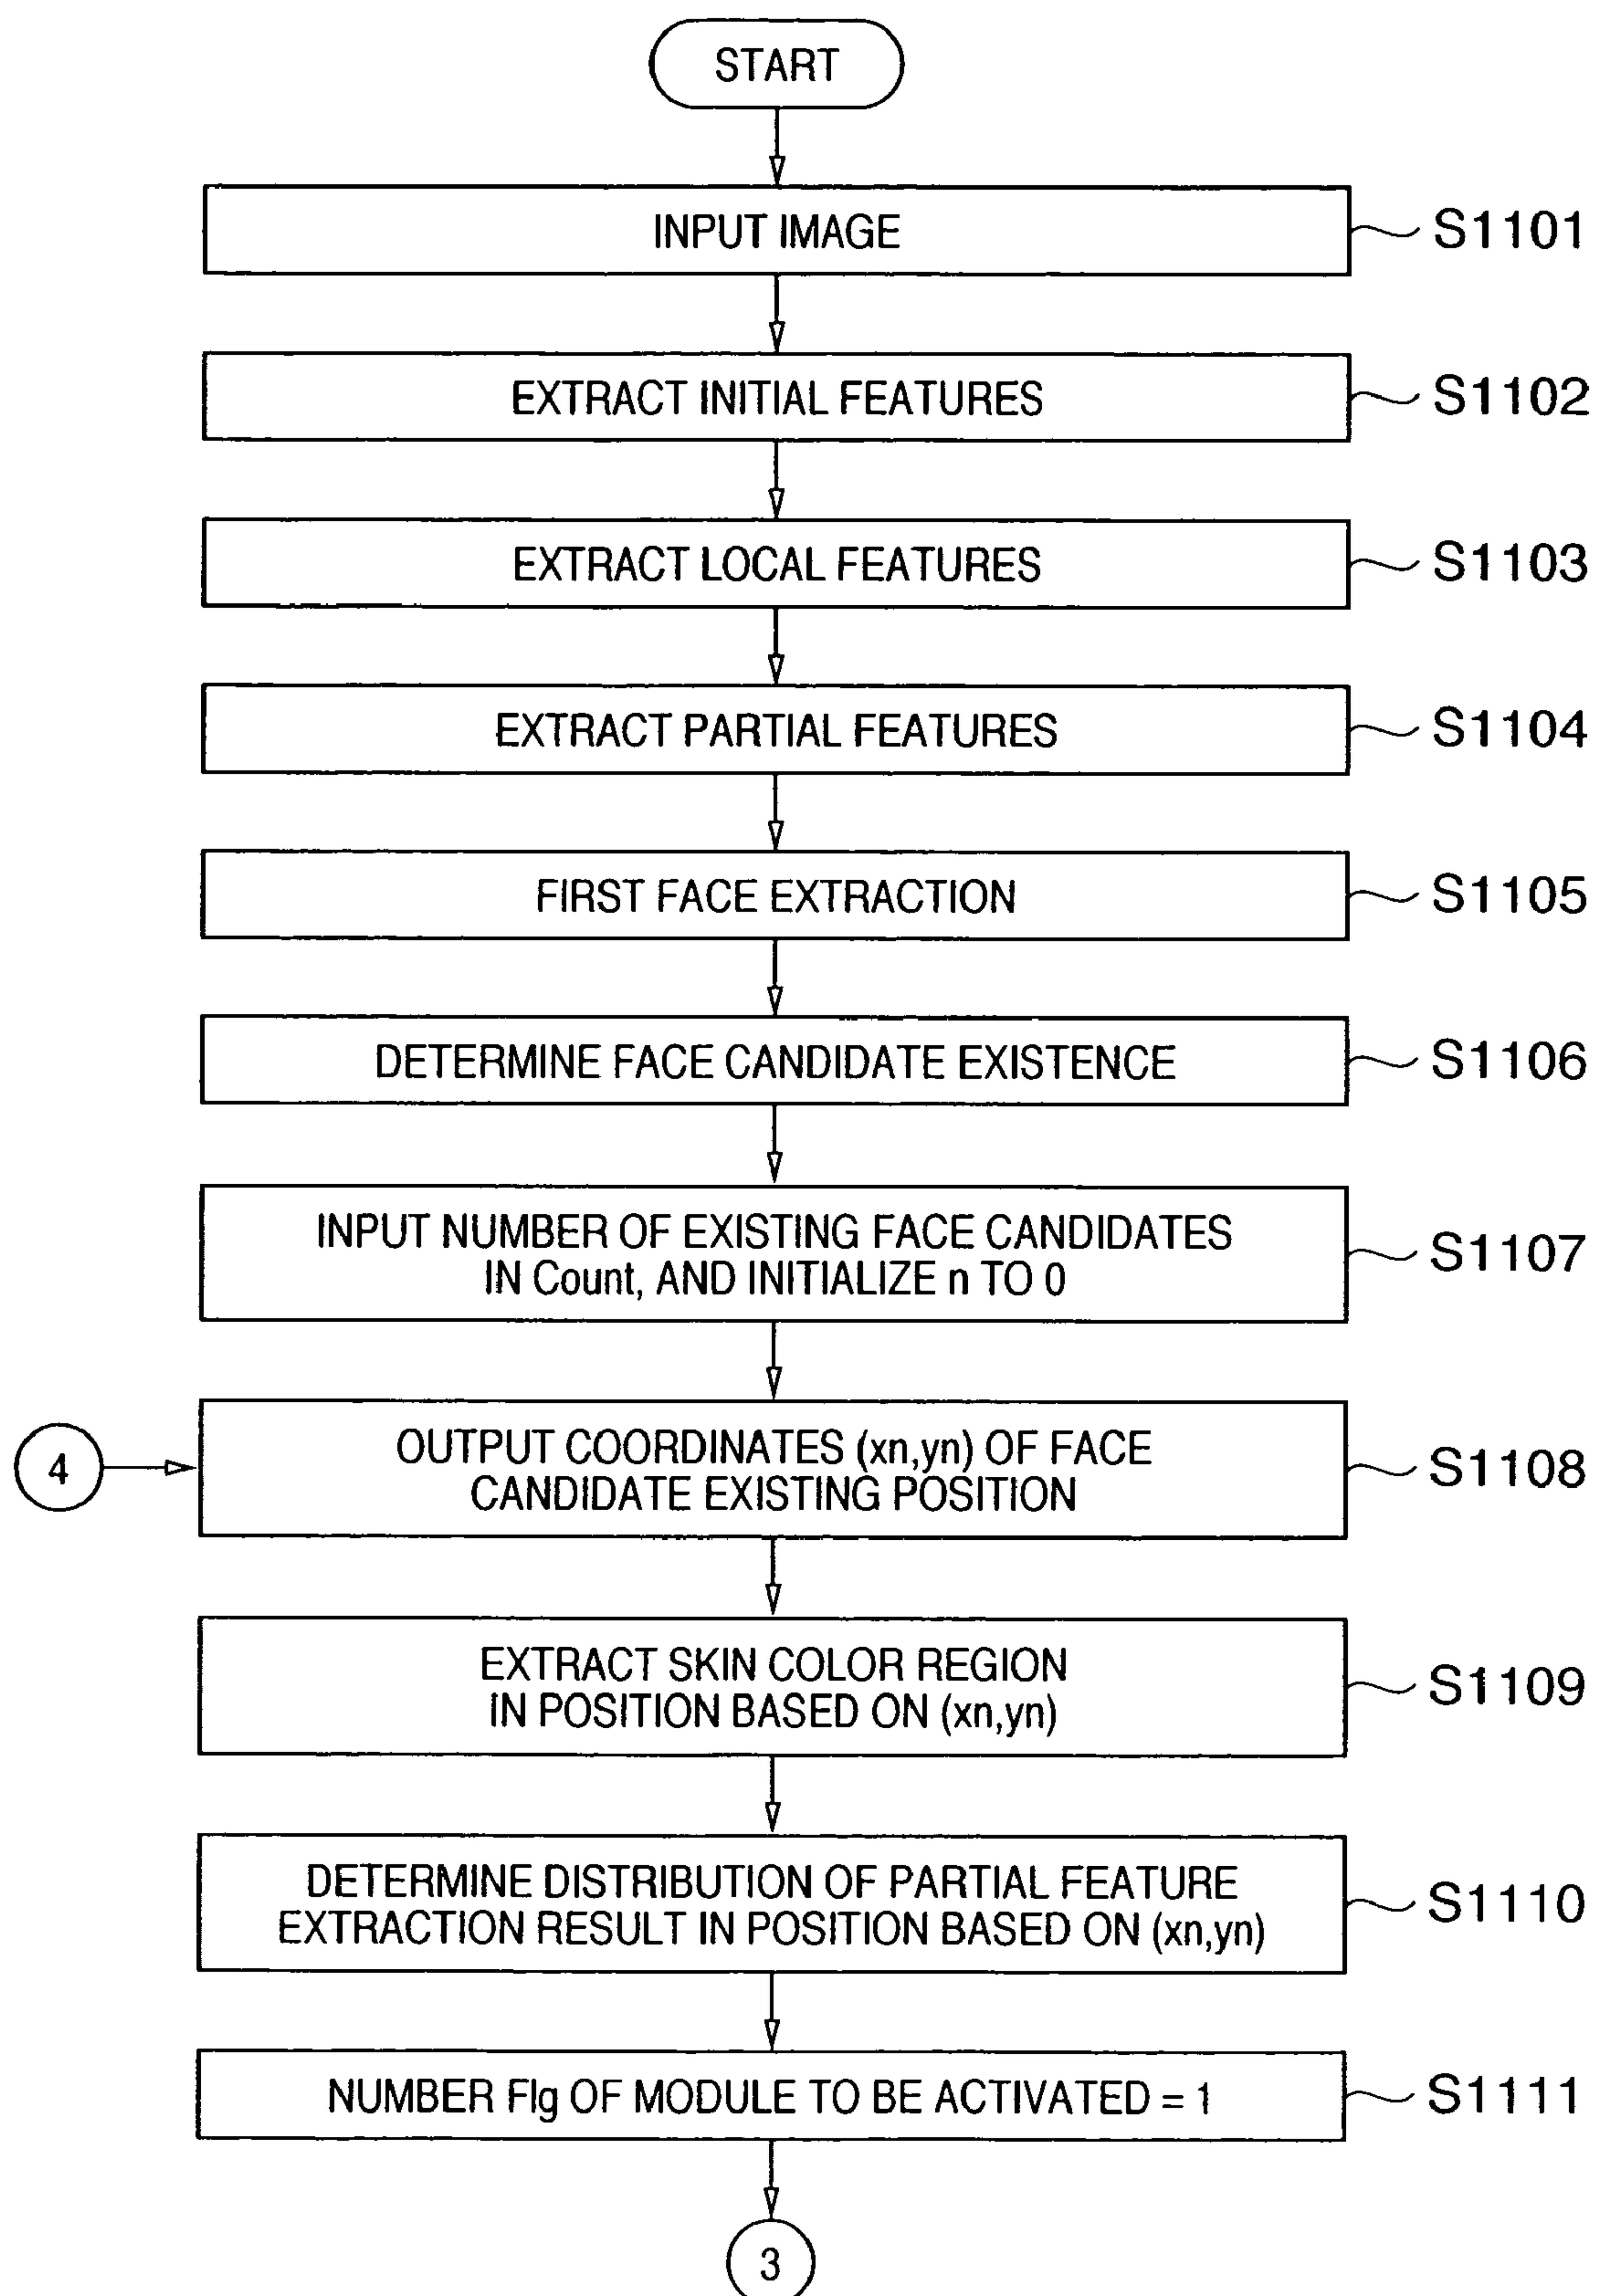 START
INPUT IMAGE
S1101
EXTRACT INITIAL FEATURES
S1102
EXTRACT LOCAL FEATURES
S1103
EXTRACT PARTIAL FEATURES
S1104
FIRST FACE EXTRACTION
S1105
DETERMINE FACE CANDIDATE EXISTENCE
S1106
INPUT NUMBER OF EXISTING FACE CANDIDATES
IN Count, AND INITIALIZE n TO 0
S1107
4
OUTPUT COORDINATES (xn,yn) OF FACE
CANDIDATE EXISTING POSITION
S1108
EXTRACT SKIN COLOR REGION
IN POSITION BASED ON (xn,yn)
S1109
DETERMINE DISTRIBUTION OF PARTIAL FEATURE
EXTRACTION RESULT IN POSITION BASED ON (xn,yn)
S1110
NUMBER Flg OF MODULE TO BE ACTIVATED = 1
S1111
3